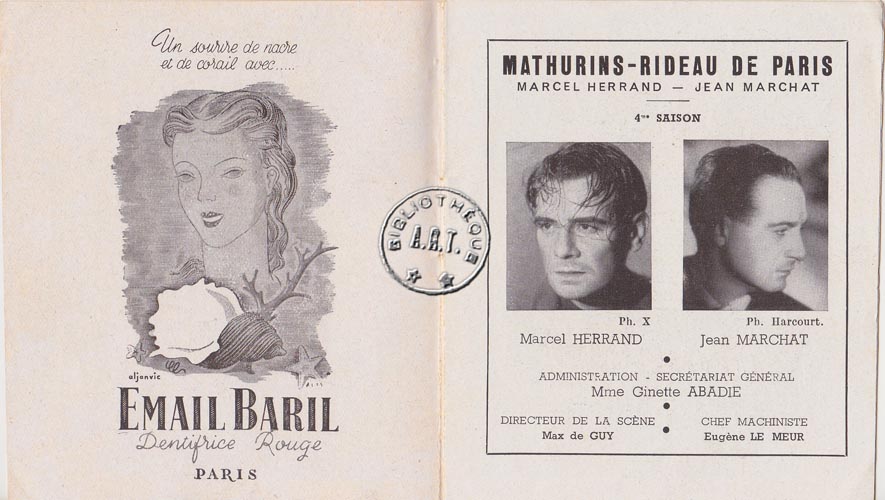 Un sourire de nacre
et de corail avec.....
aljanvic
EMAIL BARIL
Dentifrice Rouge
PARIS
BIBLIOTHÈQUE
A.R.T.
MATHURINS-RIDEAU DE PARIS
MARCEL HERRAND — JEAN MARCHAT
4me SAISON
Ph. X
Ph. Harcourt.
Marcel HERRAND
Jean MARCHAT
ADMINISTRATION - SECRÉTARIAT GÉNÉRAL
Mme Ginette ABADIE
DIRECTEUR DE LA SCÈNE
CHEF MACHINISTE
Max de GUY
Eugène LE MEUR